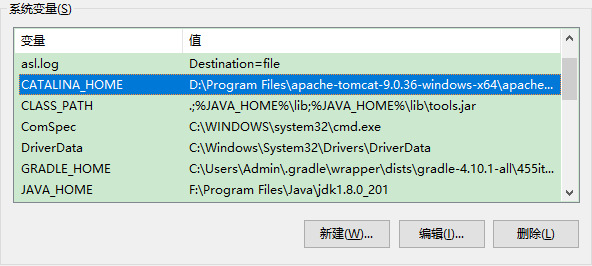 系统变量(S)
变量 值
asl.log Destination=file
CATALINA_HOME D:\Program Files\apache-tomcat-9.0.36-windows-x64\apache...
CLASS_PATH .;%JAVA_HOME%\lib;%JAVA_HOME%\lib\tools.jar
ComSpec C:\WINDOWS\system32\cmd.exe
DriverData C:\Windows\System32\Drivers\DriverData
GRADLE_HOME C:\Users\Admin\.gradle\wrapper\dists\gradle-4.10.1-all\455it...
JAVA_HOME F:\Program Files\Java\jdk1.8.0_201
新建(W)... 编辑(I)... 删除(L)